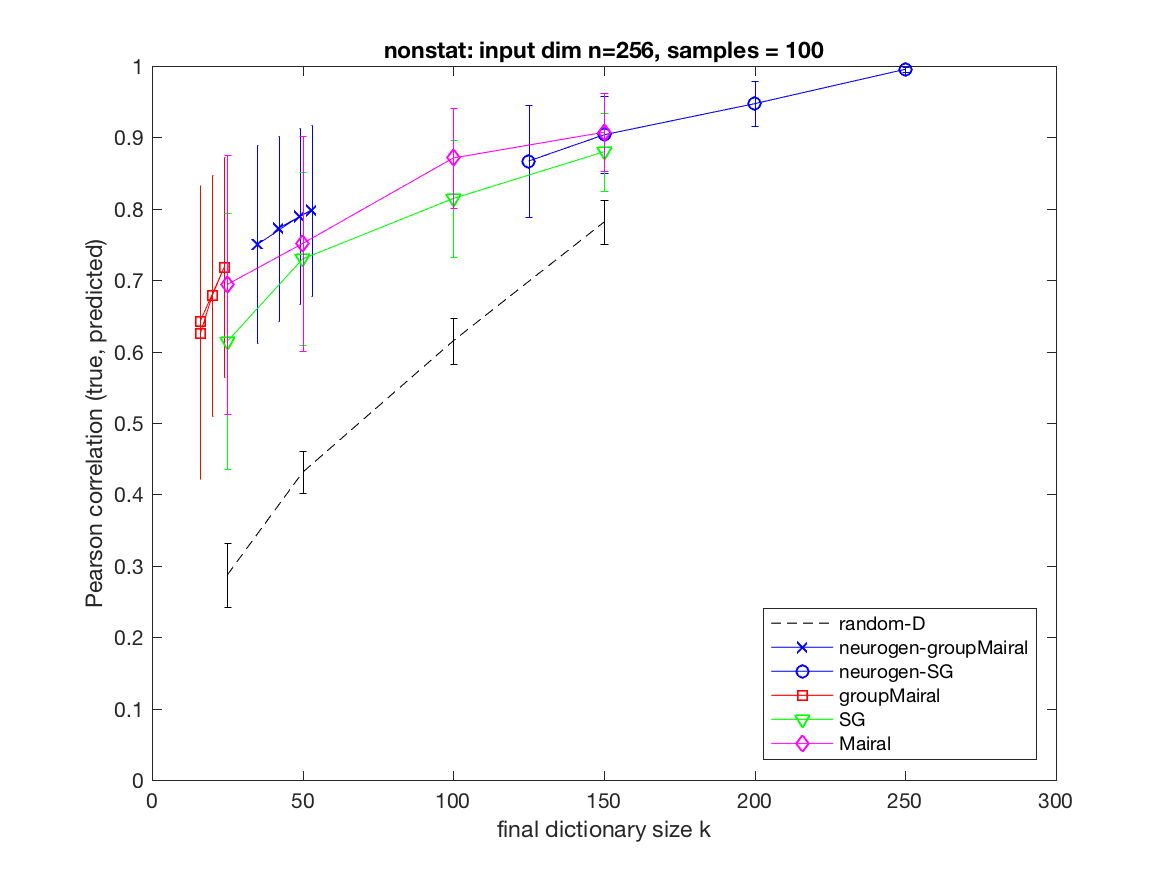 nonstat: input dim n=256, samples = 100
1
0.9
0.8
0.7
0.6
0.5
0.4
0.3
0.2
0.1
0
Pearson correlation (true, predicted)
random-D
neurogen-groupMairal
neurogen-SG
groupMairal
SG
Mairal
0 50 100 150 200 250 300
final dictionary size k